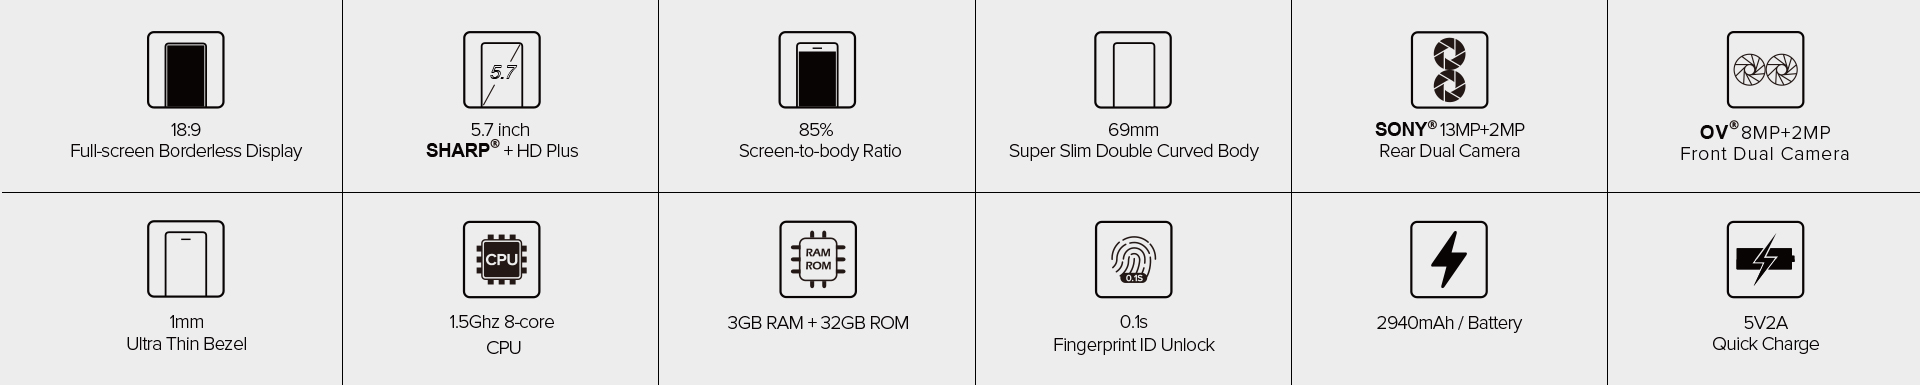 18:9
Full-screen Borderless Display
5.7
5.7 inch
SHARP® + HD Plus
85%
Screen-to-body Ratio
69mm
Super Slim Double Curved Body
SONY® 13MP+2MP
Rear Dual Camera
OV® 8MP+2MP
Front Dual Camera
1mm
Ultra Thin Bezel
CPU
1.5Ghz 8-core
CPU
RAM
ROM
3GB RAM + 32GB ROM
0.1S
0.1s
Fingerprint ID Unlock
2940mAh / Battery
5V2A
Quick Charge